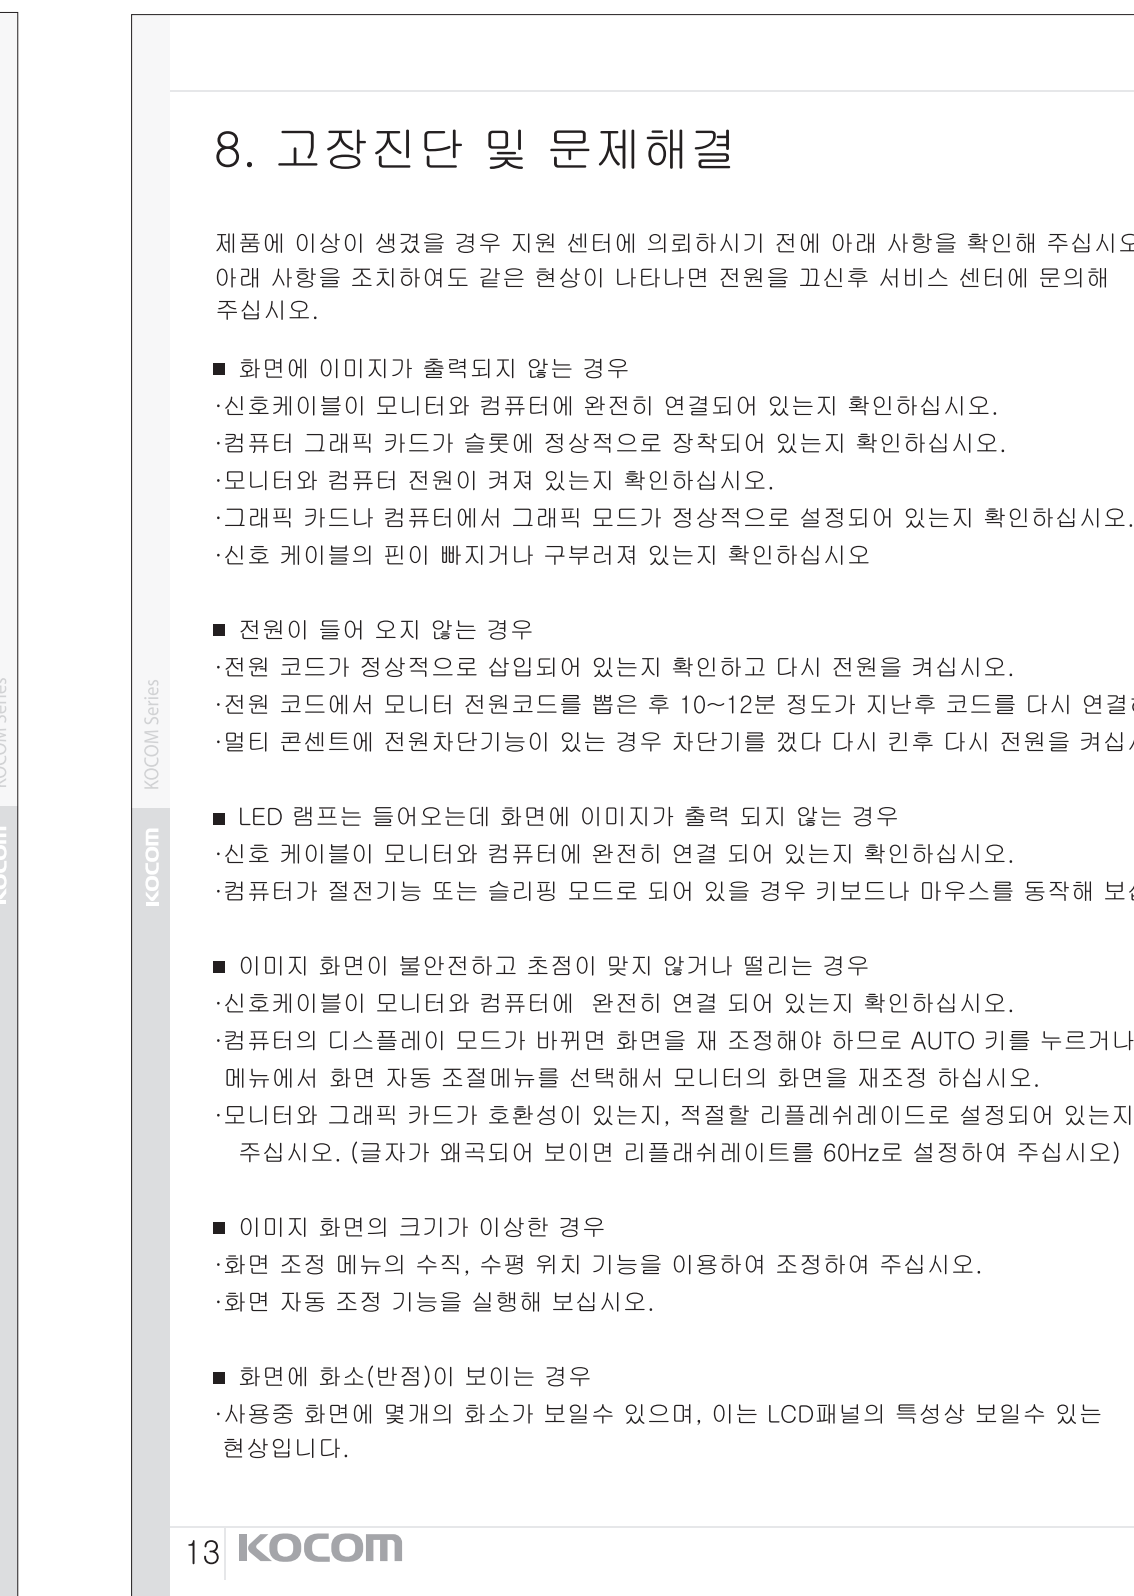 8. 고장진단 및 문제해결
제품에 이상이 생겼을 경우 지원 센터에 의뢰하시기 전에 아래 사항을 확인해 주십시오
아래 사항을 조치하여도 같은 현상이 나타나면 전원을 끄신후 서비스 센터에 문의해
주십시오.
■ 화면에 이미지가 출력되지 않는 경우
·신호케이블이 모니터와 컴퓨터에 완전히 연결되어 있는지 확인하십시오.
·컴퓨터 그래픽 카드가 슬롯에 정상적으로 장착되어 있는지 확인하십시오.
·모니터와 컴퓨터 전원이 켜져 있는지 확인하십시오.
·그래픽 카드나 컴퓨터에서 그래픽 모드가 정상적으로 설정되어 있는지 확인하십시오.
·신호 케이블의 핀이 빠지거나 구부러져 있는지 확인하십시오
■ 전원이 들어 오지 않는 경우
·전원 코드가 정상적으로 삽입되어 있는지 확인하고 다시 전원을 켜십시오.
·전원 코드에서 모니터 전원코드를 뽑은 후 10~12분 정도가 지난후 코드를 다시
·멀티 콘센트에 전원차단기능이 있는 경우 차단기를 껐다 다시 킨후 다시 전원을
■ LED 램프는 들어오는데 화면에 이미지가 출력 되지 않는 경우
·신호 케이블이 모니터와 컴퓨터에 완전히 연결 되어 있는지 확인하십시오.
·컴퓨터가 절전기능 또는 슬리핑 모드로 되어 있을 경우 키보드나 마우스를 동작해
■ 이미지 화면이 불안전하고 초점이 맞지 않거나 떨리는 경우
·신호케이블이 모니터와 컴퓨터에 완전히 연결 되어 있는지 확인하십시오.
·컴퓨터의 디스플레이 모드가 바뀌면 화면을 재 조정해야 하므로 AUTO 키를 누르거나
메뉴에서 화면 자동 조절메뉴를 선택해서 모니터의 화면을 재조정 하십시오.
·모니터와 그래픽 카드가 호환성이 있는지, 적절할 리플레쉬레이드로 설정되어 있는지
주십시오. (글자가 왜곡되어 보이면 리플래쉬레이트를 60Hz로 설정하여 주십시오)
■ 이미지 화면의 크기가 이상한 경우
·화면 조정 메뉴의 수직, 수평 위치 기능을 이용하여 조정하여 주십시오.
·화면 자동 조정 기능을 실행해 보십시오.
■ 화면에 화소(반점)이 보이는 경우
·사용중 화면에 몇개의 화소가 보일수 있으며, 이는 LCD패널의 특성상 보일수 있는
현상입니다.
13 KOCOM
KOCOM Series
KOCOM